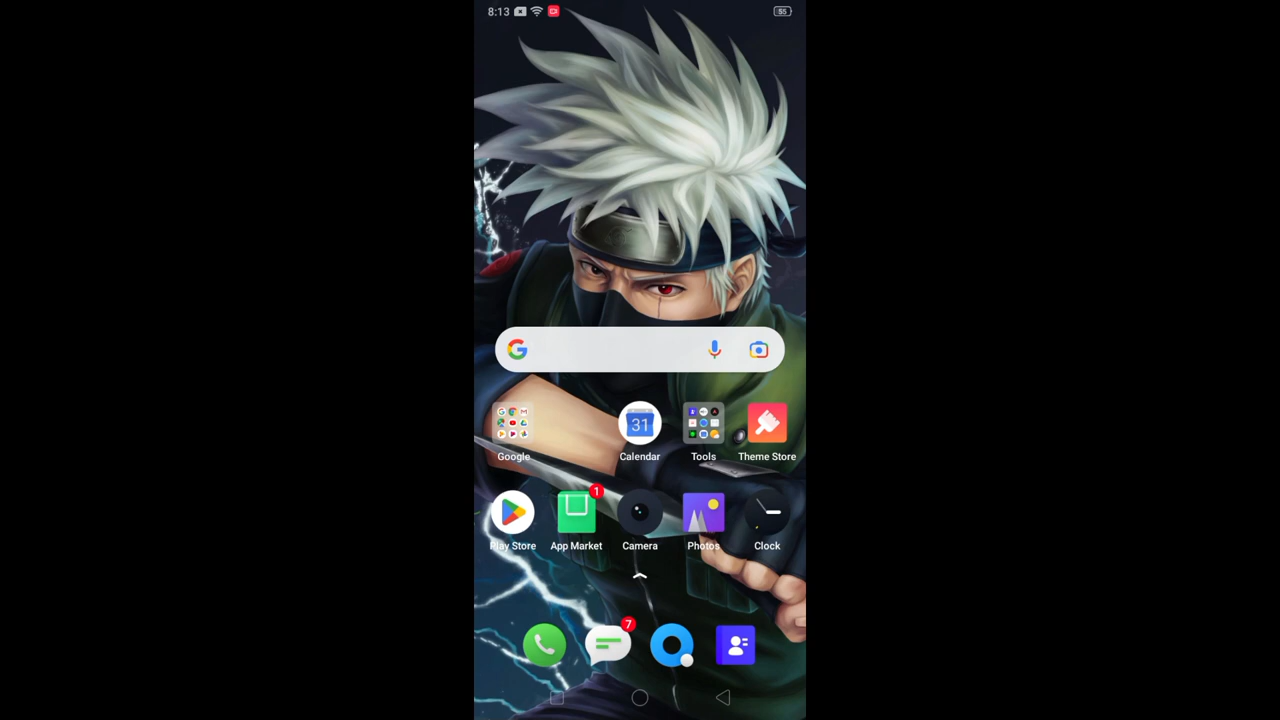 8:13
55
31
Google
Calendar
Tools
Theme Store
1
Play Store
App Market
Camera
Photos
Clock
7